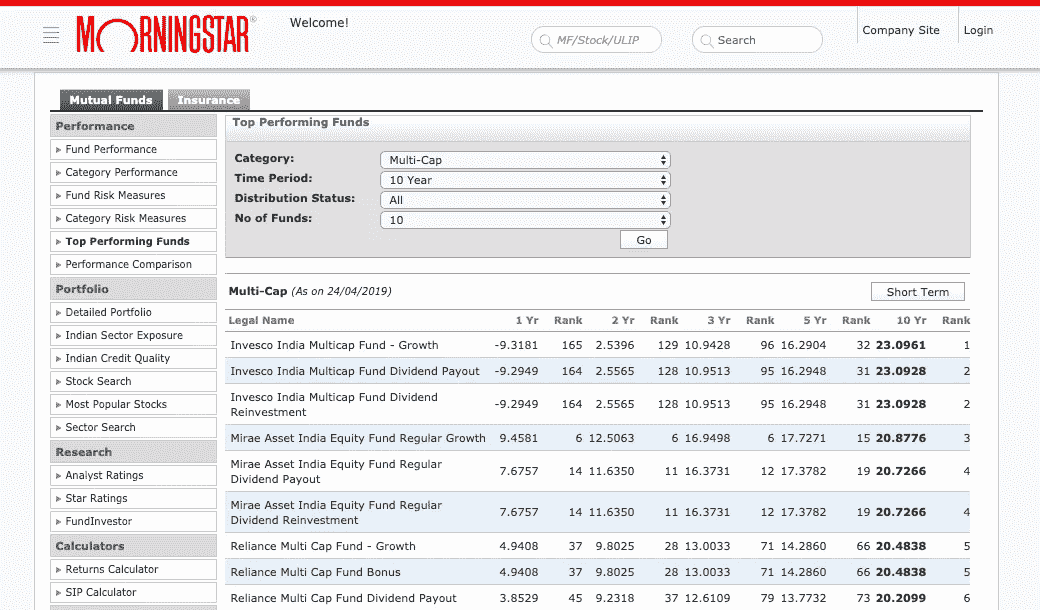 MORNINGSTAR®
Welcome!
MF/Stock/ULIP
Search
Company Site
Login
Mutual Funds
Insurance
Performance
Fund Performance
Category Performance
Fund Risk Measures
Category Risk Measures
Top Performing Funds
Performance Comparison
Portfolio
Detailed Portfolio
Indian Sector Exposure
Indian Credit Quality
Stock Search
Most Popular Stocks
Sector Search
Research
Analyst Ratings
Star Ratings
FundInvestor
Calculators
Returns Calculator
SIP Calculator
Top Performing Funds
Category: Multi-Cap
Time Period: 10 Year
Distribution Status: All
No of Funds: 10
Go
Multi-Cap (As on 24/04/2019) Short Term
Legal Name 1 Yr Rank 2 Yr Rank 3 Yr Rank 5 Yr Rank 10 Yr Rank
Invesco India Multicap Fund - Growth -9.3181 165 2.5396 129 10.9428 96 16.2904 32 23.0961 1
Invesco India Multicap Fund Dividend Payout -9.2949 164 2.5565 128 10.9513 95 16.2948 31 23.0928 2
Invesco India Multicap Fund Dividend
Reinvestment -9.2949 164 2.5565 128 10.9513 95 16.2948 31 23.0928 2
Mirae Asset India Equity Fund Regular Growth 9.4581 6 12.5063 6 16.9498 6 17.7271 15 20.8776 3
Mirae Asset India Equity Fund Regular
Dividend Payout 7.6757 14 11.6350 11 16.3731 12 17.3782 19 20.7266 4
Mirae Asset India Equity Fund Regular
Dividend Reinvestment 7.6757 14 11.6350 11 16.3731 12 17.3782 19 20.7266 4
Reliance Multi Cap Fund - Growth 4.9408 37 9.8025 28 13.0033 71 14.2860 66 20.4838 5
Reliance Multi Cap Fund Bonus 4.9408 37 9.8025 28 13.0033 71 14.2860 66 20.4838 5
Reliance Multi Cap Fund Dividend Payout 3.8529 45 9.2318 37 12.6109 79 13.7732 73 20.2099 6